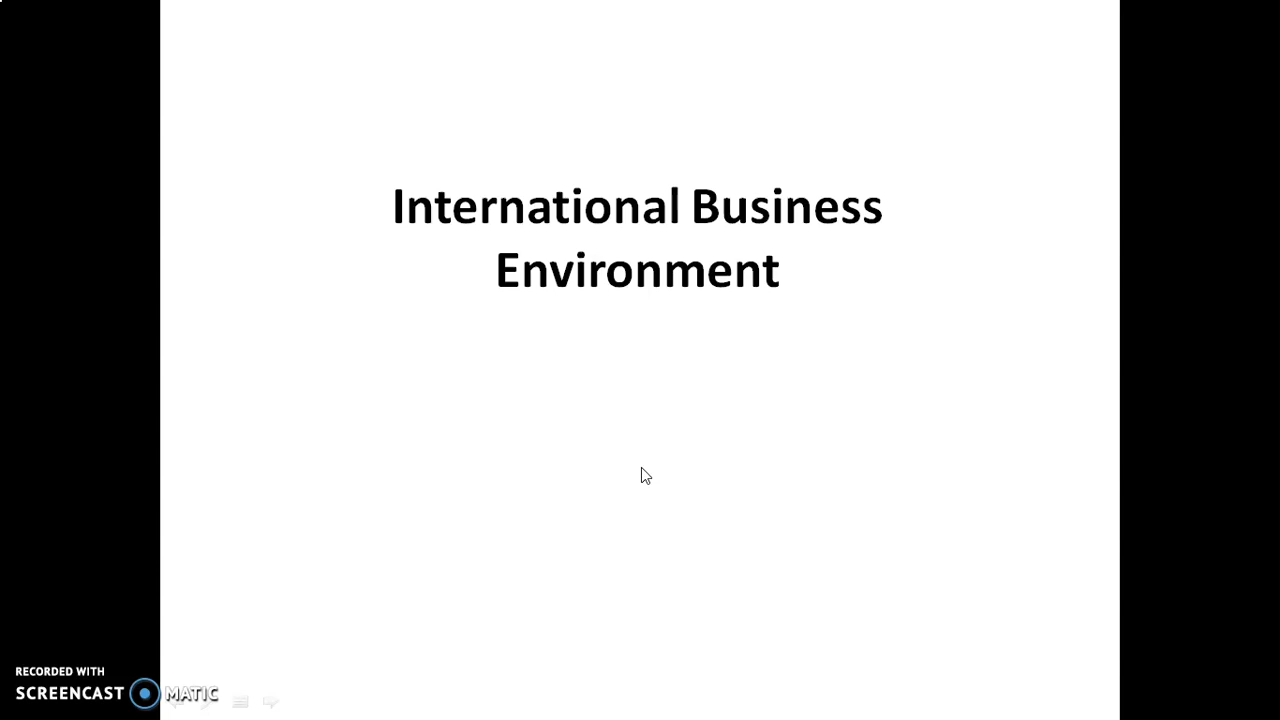 International Business
Environment
RECORDED WITH
SCREENCAST MATIC